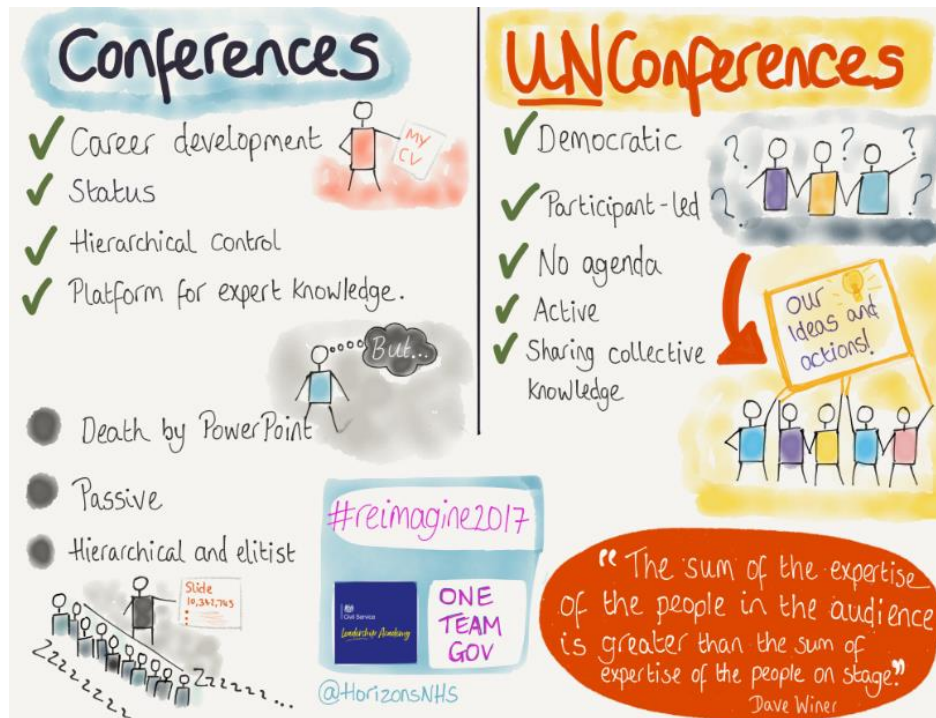 Conferences
Career development
MY
CV
Status
Hierarchical control
Platform for expert knowledge.
But...
Death by PowerPoint
Passive
Hierarchical and elitist
Slide
10,342,743
ZZZZZZZ
Zzzzzz...
UNConferences
Democratic
? ? ? ? ?
Participant-led
No agenda
Active
Sharing collective
knowledge
Our
Ideas and
actions!
#reimagine2017
Civil Service
Leadership Academy
ONE
TEAM
GOV
@HorizonsNHS
"The sum of the expertise
of the people in the audience
is greater than the sum of
expertise of the people on stage."
Dave Winer